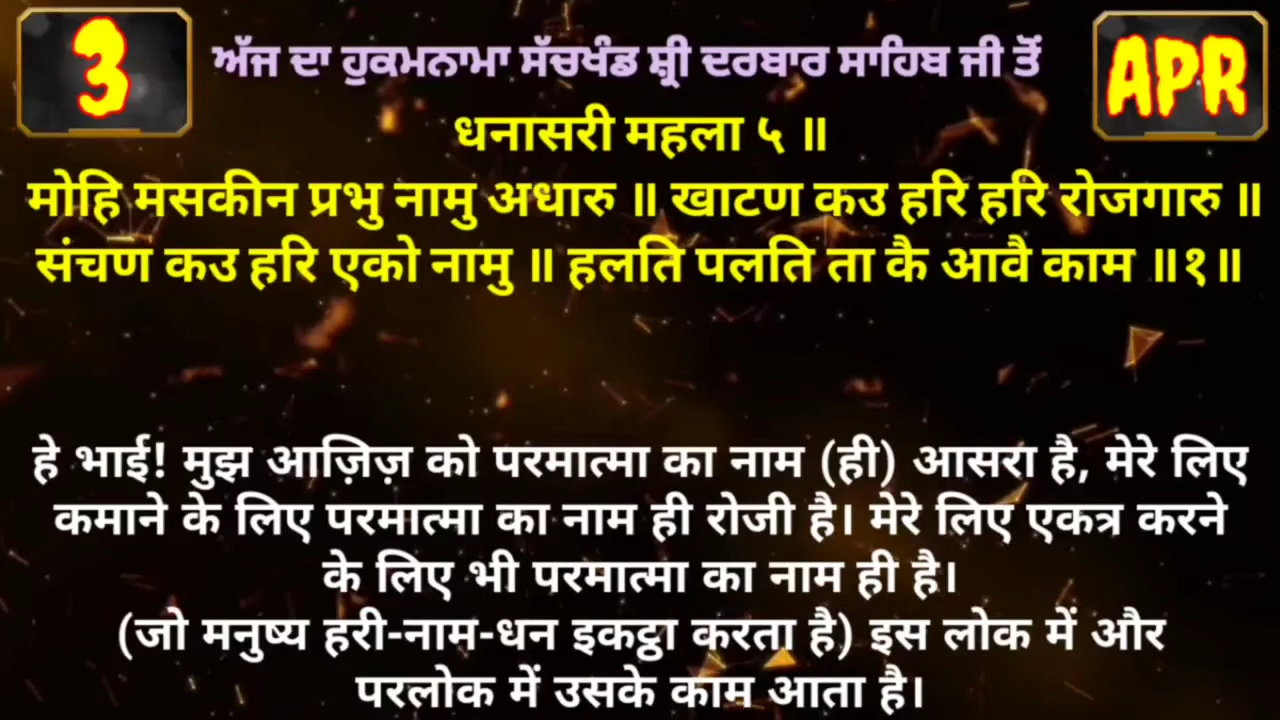 3
ਅੱਜ ਦਾ ਹੁਕਮਨਾਮਾ ਸੱਚਖੰਡ ਸ਼੍ਰੀ ਦਰਬਾਰ ਸਾਹਿਬ ਜੀ ਤੋਂ
APR
धनासरी महला ५ ॥
मोहि मसकीन प्रभु नामु अधारु ॥ खाटण कउ हरि हरि रोजगारु ॥
संचण कउ हरि एको नामु ॥ हलति पलति ता कै आवै काम ॥१॥
हे भाई! मुझ आज़िज़ को परमात्मा का नाम (ही) आसरा है, मेरे लिए
कमाने के लिए परमात्मा का नाम ही रोजी है। मेरे लिए एकत्र करने
के लिए भी परमात्मा का नाम ही है।
(जो मनुष्य हरी-नाम-धन इकट्ठा करता है) इस लोक में और
परलोक में उसके काम आता है।